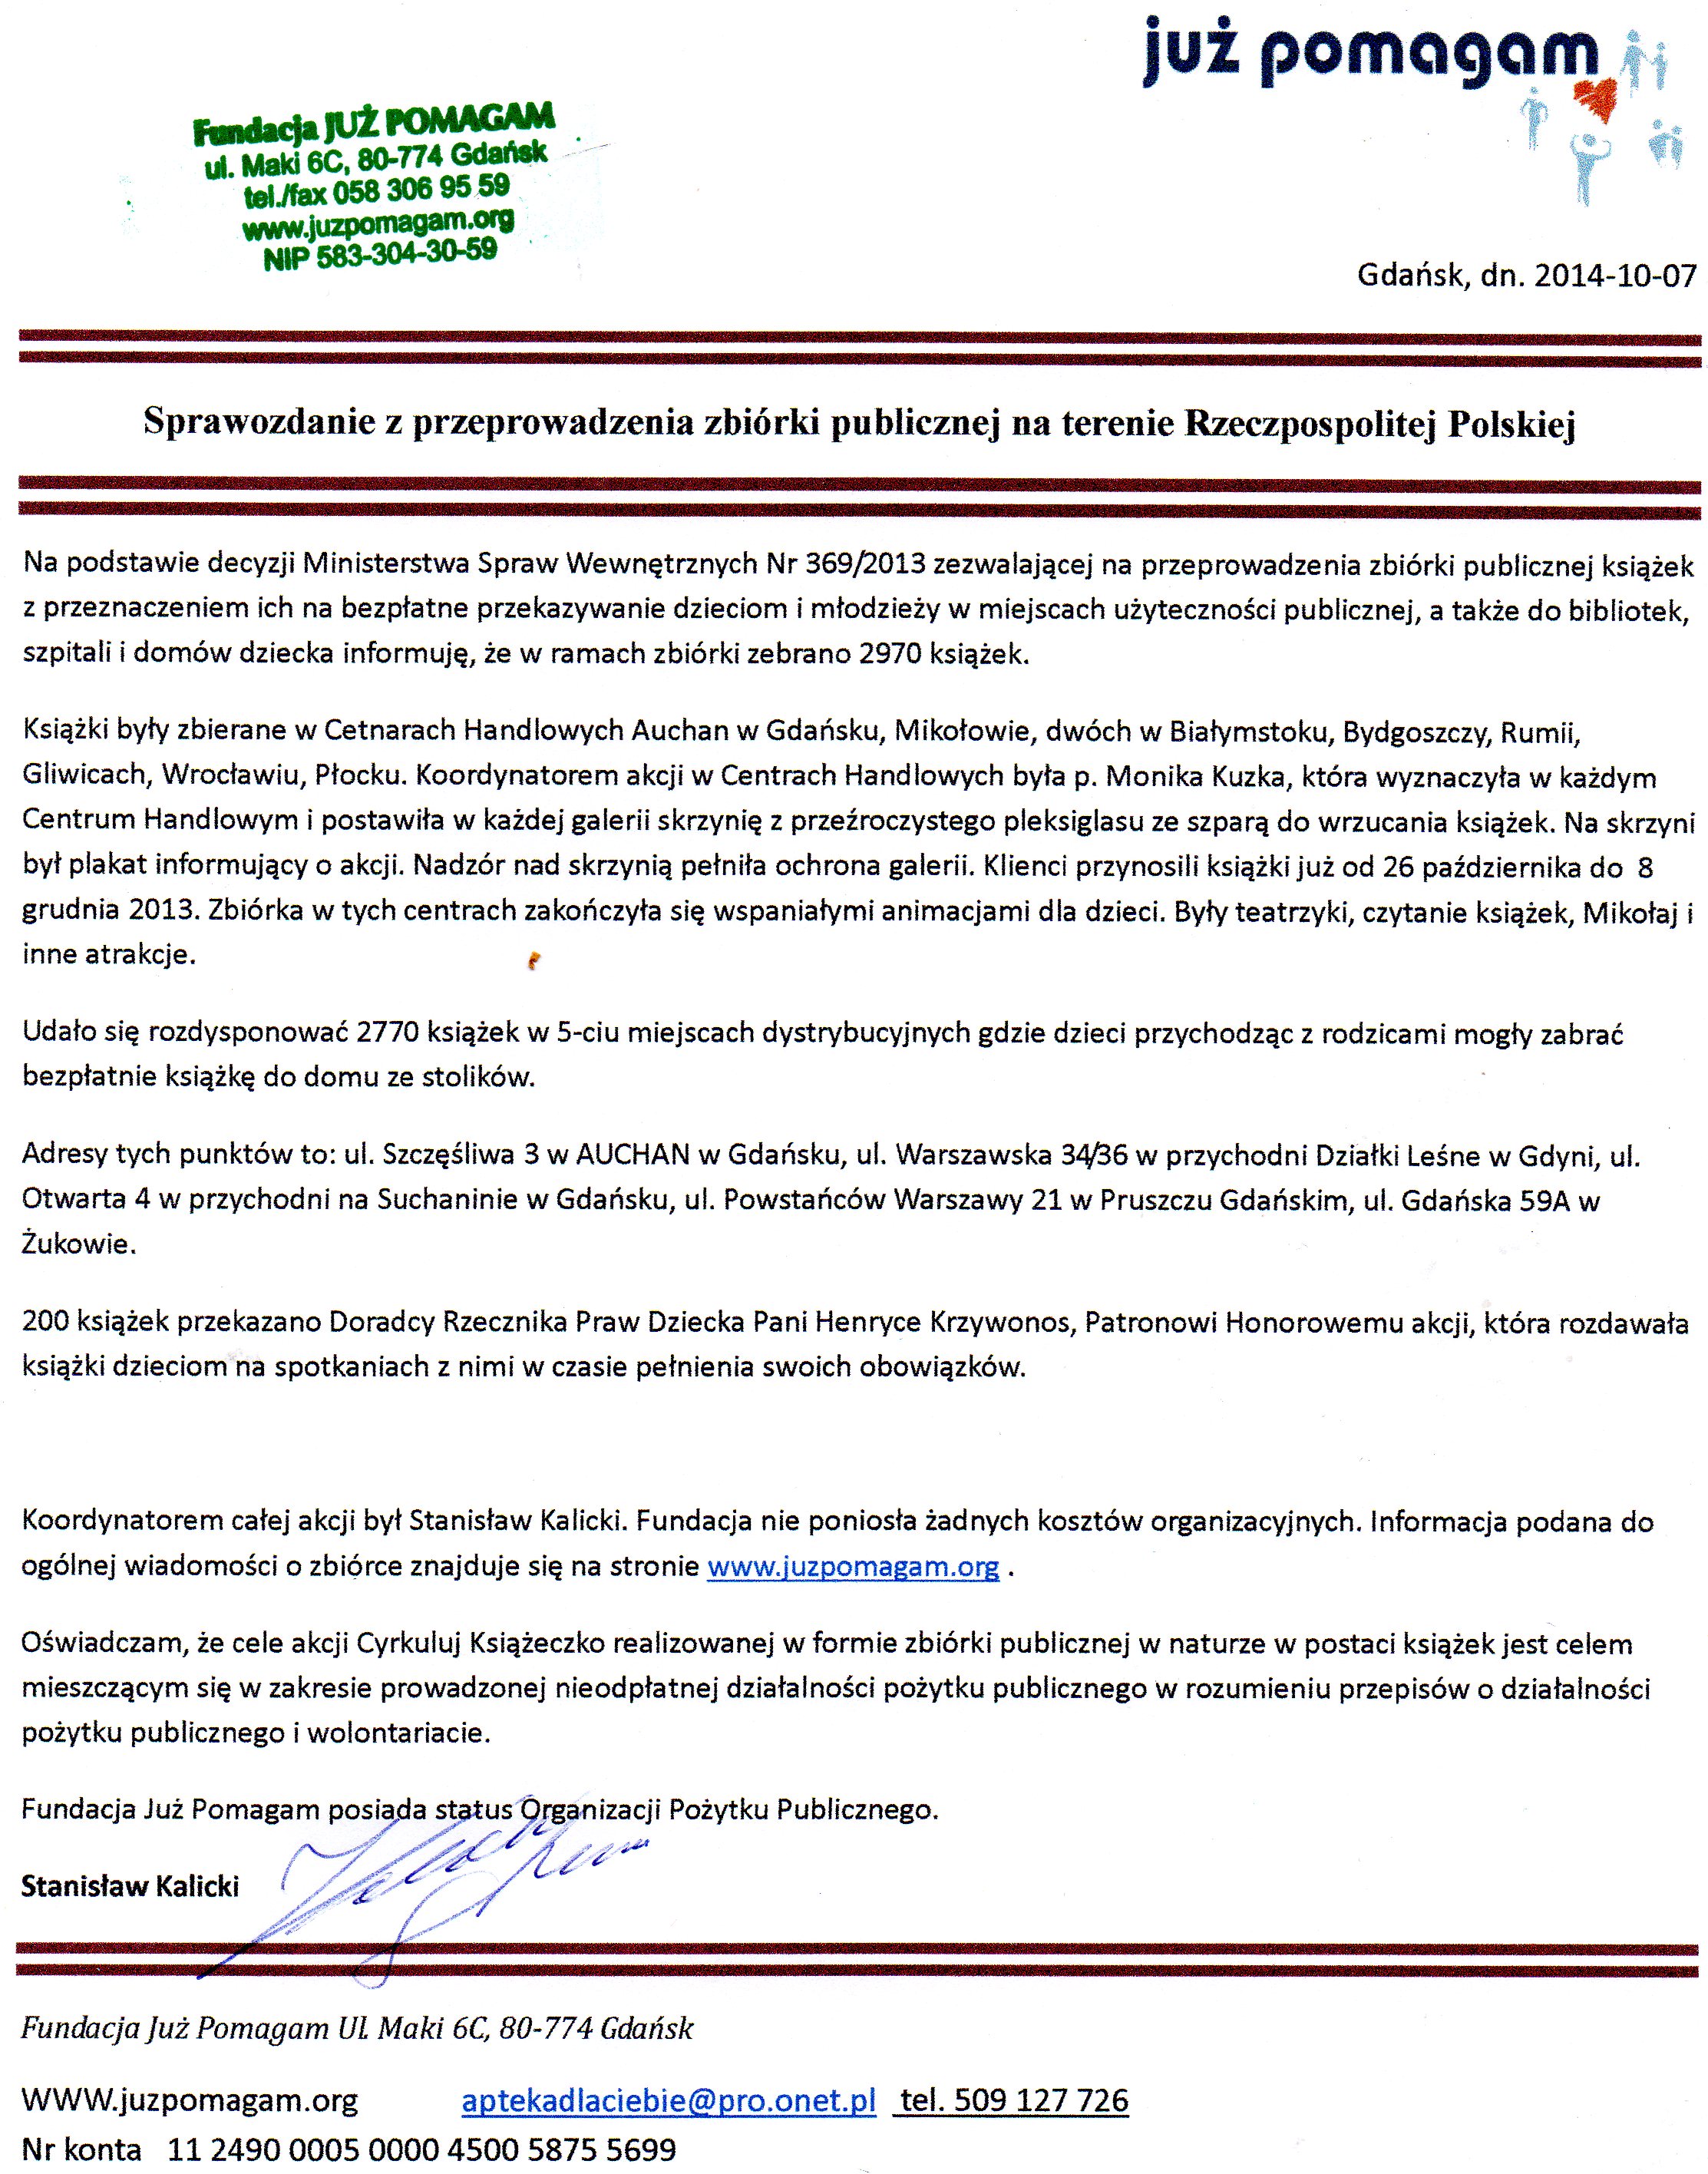 już pomagam
Fundacja JUŻ POMAGAM
ul. Maki 6C, 80-774 Gdańsk
tel./fax 058 306 95 59
www.juzpomagam.org
NIP 583-304-30-59
Gdańsk, dn. 2014-10-07
Sprawozdanie z przeprowadzenia zbiórki publicznej na terenie Rzeczpospolitej Polskiej
Na podstawie decyzji Ministerstwa Spraw Wewnętrznych Nr 369/2013 zezwalającej na przeprowadzenia zbiórki publicznej książek
z przeznaczeniem ich na bezpłatne przekazywanie dzieciom i młodzieży w miejscach użyteczności publicznej, a także do bibliotek,
szpitali i domów dziecka informuję, że w ramach zbiórki zebrano 2970 książek.
Książki były zbierane w Cetnarach Handlowych Auchan w Gdańsku, Mikołowie, dwóch w Białymstoku, Bydgoszczy, Rumii,
Gliwicach, Wrocławiu, Płocku. Koordynatorem akcji w Centrach Handlowych była p. Monika Kuzka, która wyznaczyła w każdym
Centrum Handlowym i postawiła w każdej galerii skrzynię z przeźroczystego pleksiglasu ze szparą do wrzucania książek. Na skrzyni
był plakat informujący o akcji. Nadzór nad skrzynią pełniła ochrona galerii. Klienci przynosili książki już od 26 października do 8
grudnia 2013. Zbiórka w tych centrach zakończyła się wspaniałymi animacjami dla dzieci. Były teatrzyki, czytanie książek, Mikołaj i
inne atrakcje.
Udało się rozdysponować 2770 książek w 5-ciu miejscach dystrybucyjnych gdzie dzieci przychodząc z rodzicami mogły zabrać
bezpłatnie książkę do domu ze stolików.
Adresy tych punktów to: ul. Szczęśliwa 3 w AUCHAN w Gdańsku, ul. Warszawska 34/36 w przychodni Działki Leśne w Gdyni, ul.
Otwarta 4 w przychodni na Suchaninie w Gdańsku, ul. Powstańców Warszawy 21 w Pruszczu Gdańskim, ul. Gdańska 59A w
Żukowie.
200 książek przekazano Doradcy Rzecznika Praw Dziecka Pani Henryce Krzywonos, Patronowi Honorowemu akcji, która rozdawała
książki dzieciom na spotkaniach z nimi w czasie pełnienia swoich obowiązków.
Koordynatorem całej akcji był Stanisław Kalicki. Fundacja nie poniosła żadnych kosztów organizacyjnych. Informacja podana do
ogólnej wiadomości o zbiórce znajduje się na stronie www.juzpomagam.org .
Oświadczam, że cele akcji Cyrkuluj Książeczko realizowanej w formie zbiórki publicznej w naturze w postaci książek jest celem
mieszczącym się w zakresie prowadzonej nieodpłatnej działalności pożytku publicznego w rozumieniu przepisów o działalności
pożytku publicznego i wolontariacie.
Fundacja Już Pomagam posiada status Organizacji Pożytku Publicznego.
Stanisław Kalicki
Fundacja Już Pomagam Ul. Maki 6C, 80-774 Gdańsk
WWW.juzpomagam.org aptekadlaciebie@pro.onet.pl tel. 509 127 726
Nr konta 11 2490 0005 0000 4500 5875 5699